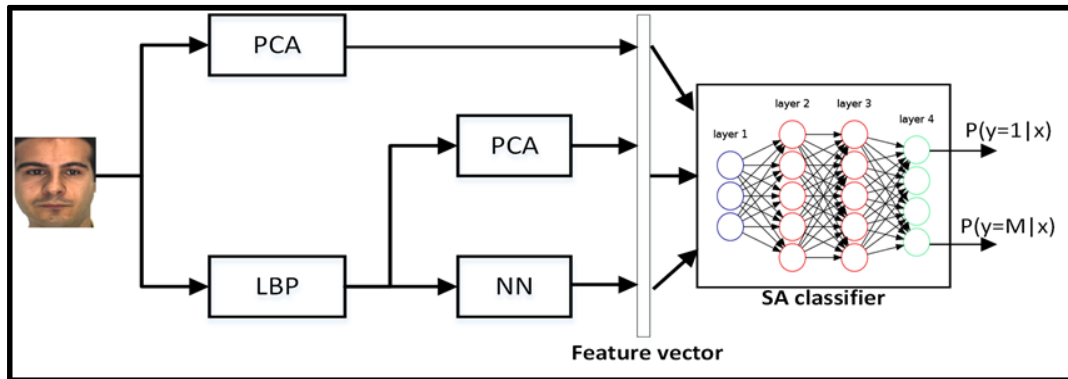 PCA
PCA
LBP
NN
Feature vector
layer 1
layer 2
layer 3
layer 4
SA classifier
P(y=1|x)
P(y=M|x)